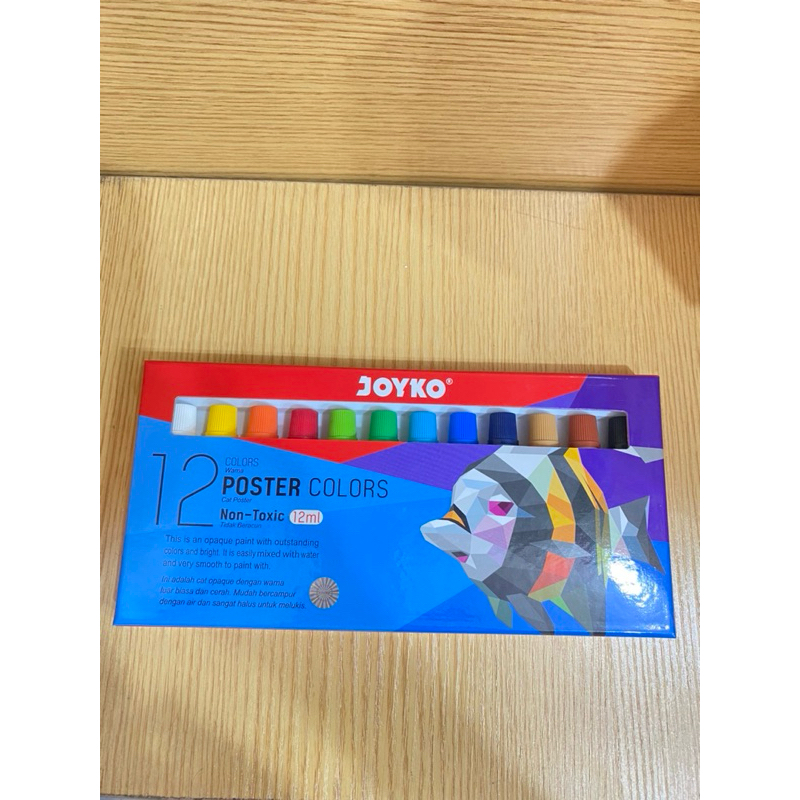 JOYKO®
12
COLORS
Warna
POSTER COLORS
Cat Poster
Non-Toxic 12ml
Tidak Beracun
This is an opaque paint with outstanding
colors and bright. It is easily mixed with water
and very smooth to paint with.
Ini adalah cat opaque dengan warna
luar biasa dan cerah. Mudah bercampur
dengan air dan sangat halus untuk melukis.